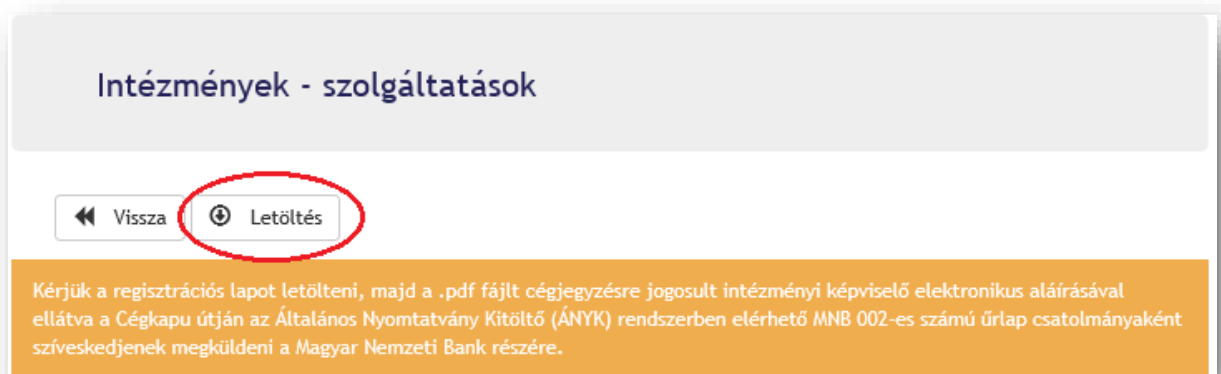 Intézmények - szolgáltatások
Vissza
Letöltés
Kérjük a regisztrációs lapot letölteni, majd a .pdf fájlt cégjegyzésre jogosult intézményi képviselő elektronikus aláírásával
ellátva a Cégkapu útján az Általános Nyomtatvány Kitöltő (ÁNYK) rendszerben elérhető MNB 002-es számú űrlap csatolmányaként
szíveskedjenek megküldeni a Magyar Nemzeti Bank részére.